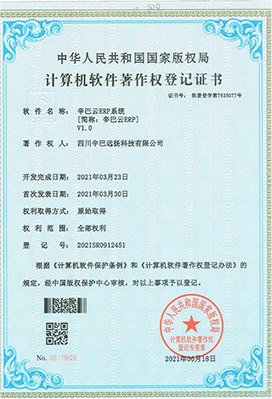 中华人民共和国国家版权局
计算机软件著作权登记证书
证书号: 软著登字第7635077号
软件名称: 辛巴云ERP系统
[简称: 辛巴云ERP]
V1.0
著作权人: 四川辛巴远扬科技有限公司
开发完成日期: 2021年03月23日
首次发表日期: 2021年03月30日
权利取得方式: 原始取得
权利范围: 全部权利
登记号: 2021SR0912451
根据《计算机软件保护条例》和《计算机软件著作权登记办法》的
规定,经中国版权保护中心审核,对以上事项予以登记。
中华人民共和国国家版权局
计算机软件著作权
登记专用章
No.
2021年06月18日